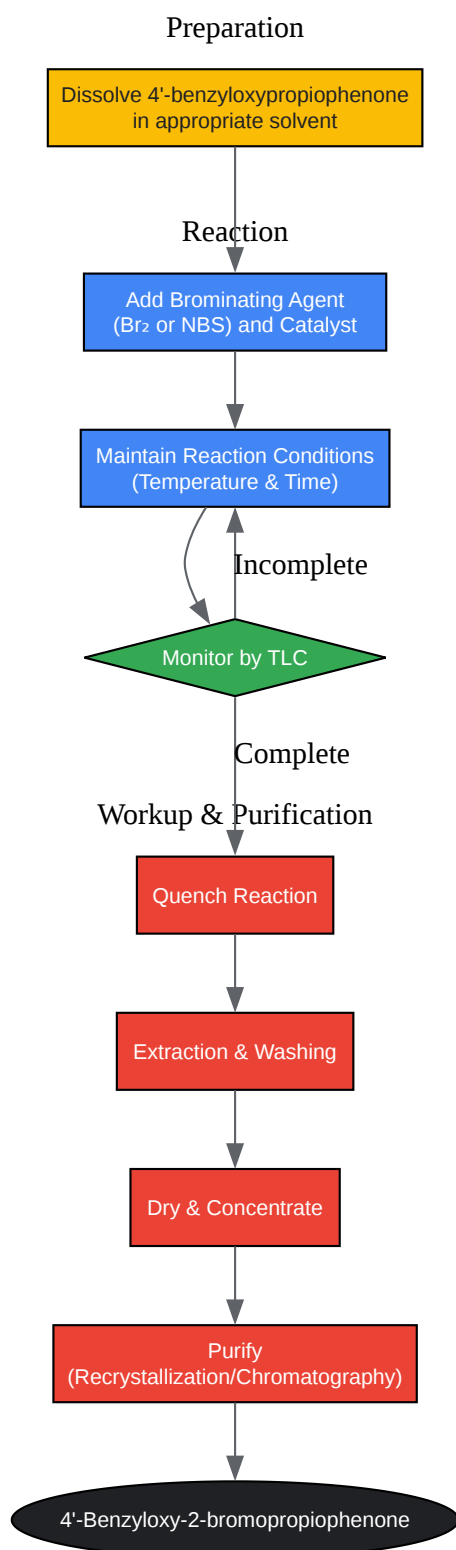 Preparation
Dissolve 4'-benzyloxypropiophenone
in appropriate solvent
Reaction
Add Brominating Agent
(Br₂ or NBS) and Catalyst
Maintain Reaction Conditions
(Temperature & Time)
Incomplete
Monitor by TLC
Complete
Workup & Purification
Quench Reaction
Extraction & Washing
Dry & Concentrate
Purify
(Recrystallization/Chromatography)
4'-Benzyloxy-2-bromopropiophenone